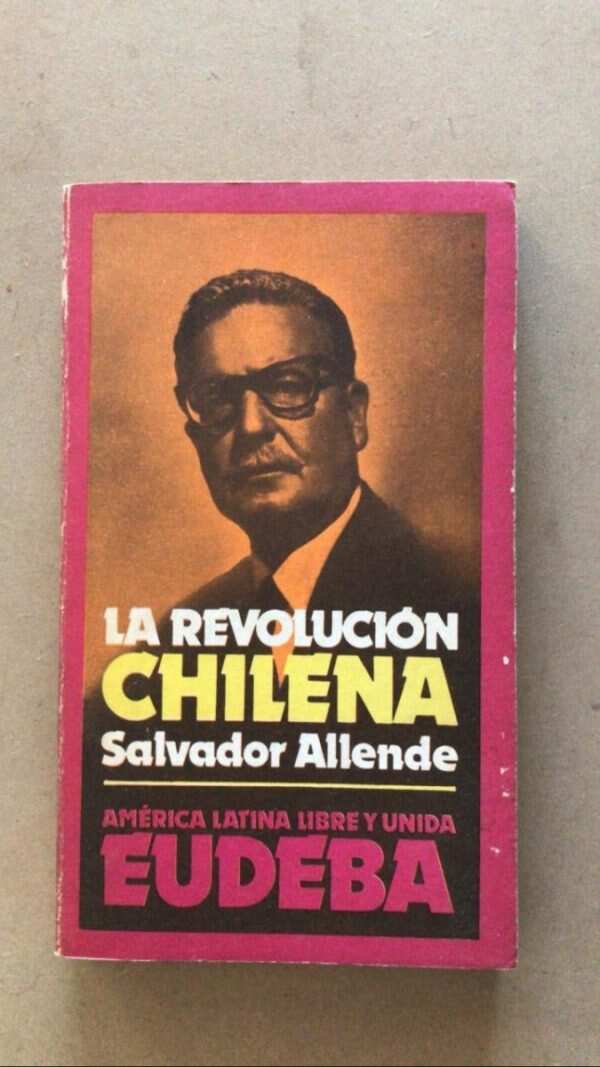 LA REVOLUCIÓN
CHILENA
Salvador Allende
AMÉRICA LATINA LIBRE Y UNIDA
EUDEBA